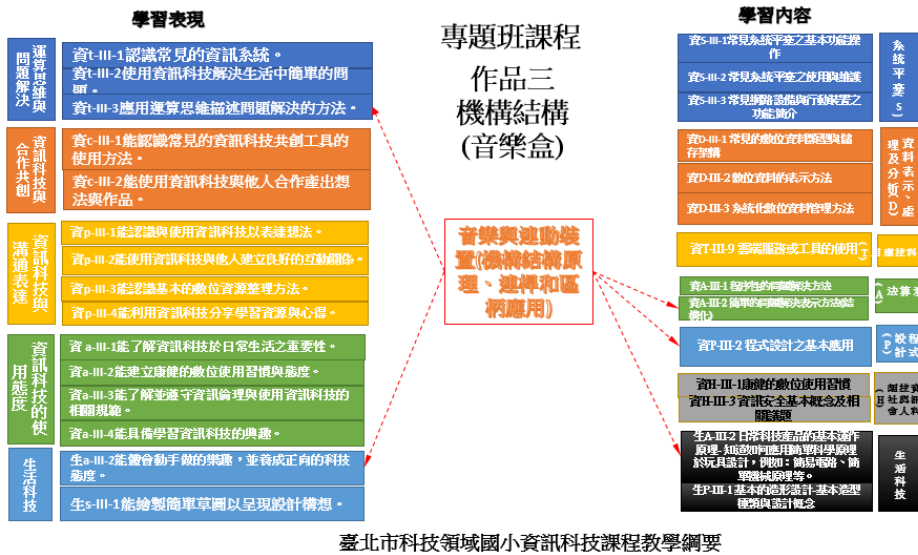 學習表現
專題班課程
作品三
機構結構
(音樂盒)
學習內容
運算思維與
問題解決
資t-III-1認識常見的資訊系統。
資t-III-2使用資訊科技解決生活中簡單的問
題。
資t-III-3應用運算思維描述問題解決的方法。
資訊科技與
合作共創
資c-III-1能認識常見的資訊科技共創工具的
使用方法。
資c-III-2能使用資訊科技與他人合作產出想
法與作品。
資訊科技與
溝通表達
資p-III-1能認識與使用資訊科技以表達想法。
資p-III-2能使用資訊科技與他人建立良好的互動關係。
資p-III-3能認識基本的數位資源整理方法。
資p-III-4能利用資訊科技分享學習資源與心得。
資訊科技的使
用態度
資 a-III-1能了解資訊科技於日常生活之重要性。
資a-III-2能建立康健的數位使用習慣與態度。
資a-III-3能了解並遵守資訊倫理與使用資訊科技的
相關規範。
資a-III-4能具備學習資訊科技的興趣。
生活科技
生a-III-2能體會動手做的樂趣，並養成正向的科技
態度。
生s-III-1能繪製簡單草圖以呈現設計構想。
音樂與連動裝
置(機構結構原
理、連桿和區
柄應用)
資S-III-1常見系統平臺之基本功能操
作
資S-III-2 常見系統平臺之使用與維護
資S-III-3 常見網路設備與行動裝置之
功能簡介
系統平臺(S)
資D-III-1 常見的數位資料類型與儲
存架構
資D-III-2 數位資料的表示方法
資D-III-3 系統化數位資料管理方法
資料表示、處
理及分析(D)
資T-III-9 雲端服務或工具的使用
資A-III-1 程序性的問題解決方法
資A-III-2 簡單的問題解決表示方法(結
構化)
演算法(A)
資P-III-2 程式設計之基本應用
程式設計(P)
資H-III-1康健的數位使用習慣
資H-III-3 資訊安全基本概念及相
關議題
生A-III-2 日常科技產品的基本運作
原理-知道如何應用簡單科學原理
於玩具設計，例如：簡易電路、簡
單機械原理等。
生P-III-1 基本的造形設計-基本造型
種類與設計概念
生活科技
臺北市科技領域國小資訊科技課程教學綱要